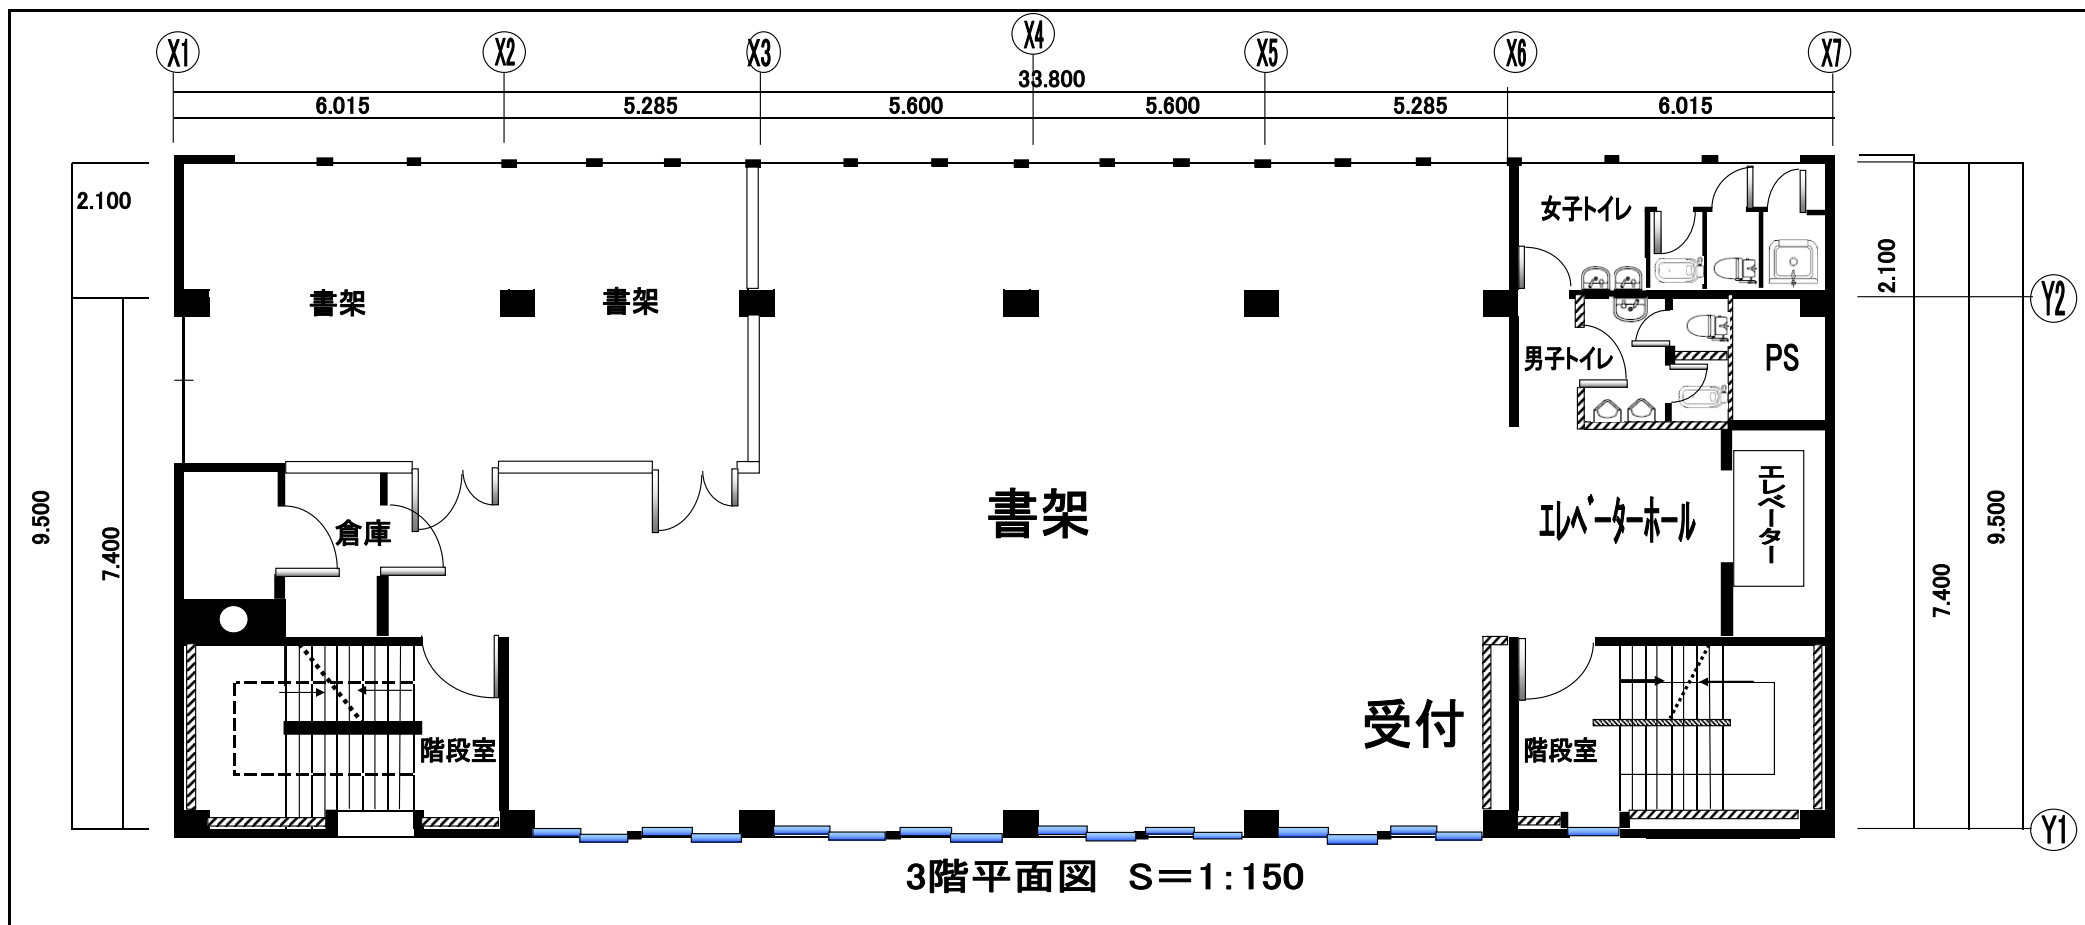 X1
X2
X3
X4
X5
X6
X7
33.800
6.015
5.285
5.600
5.600
5.285
6.015
2.100
9.500
7.400
書架
書架
女子トイレ
男子トイレ
PS
2.100
Y2
倉庫
書架
エレベーターホール
エレベーター
9.500
7.400
受付
階段室
階段室
Y1
3階平面図 S＝1：150